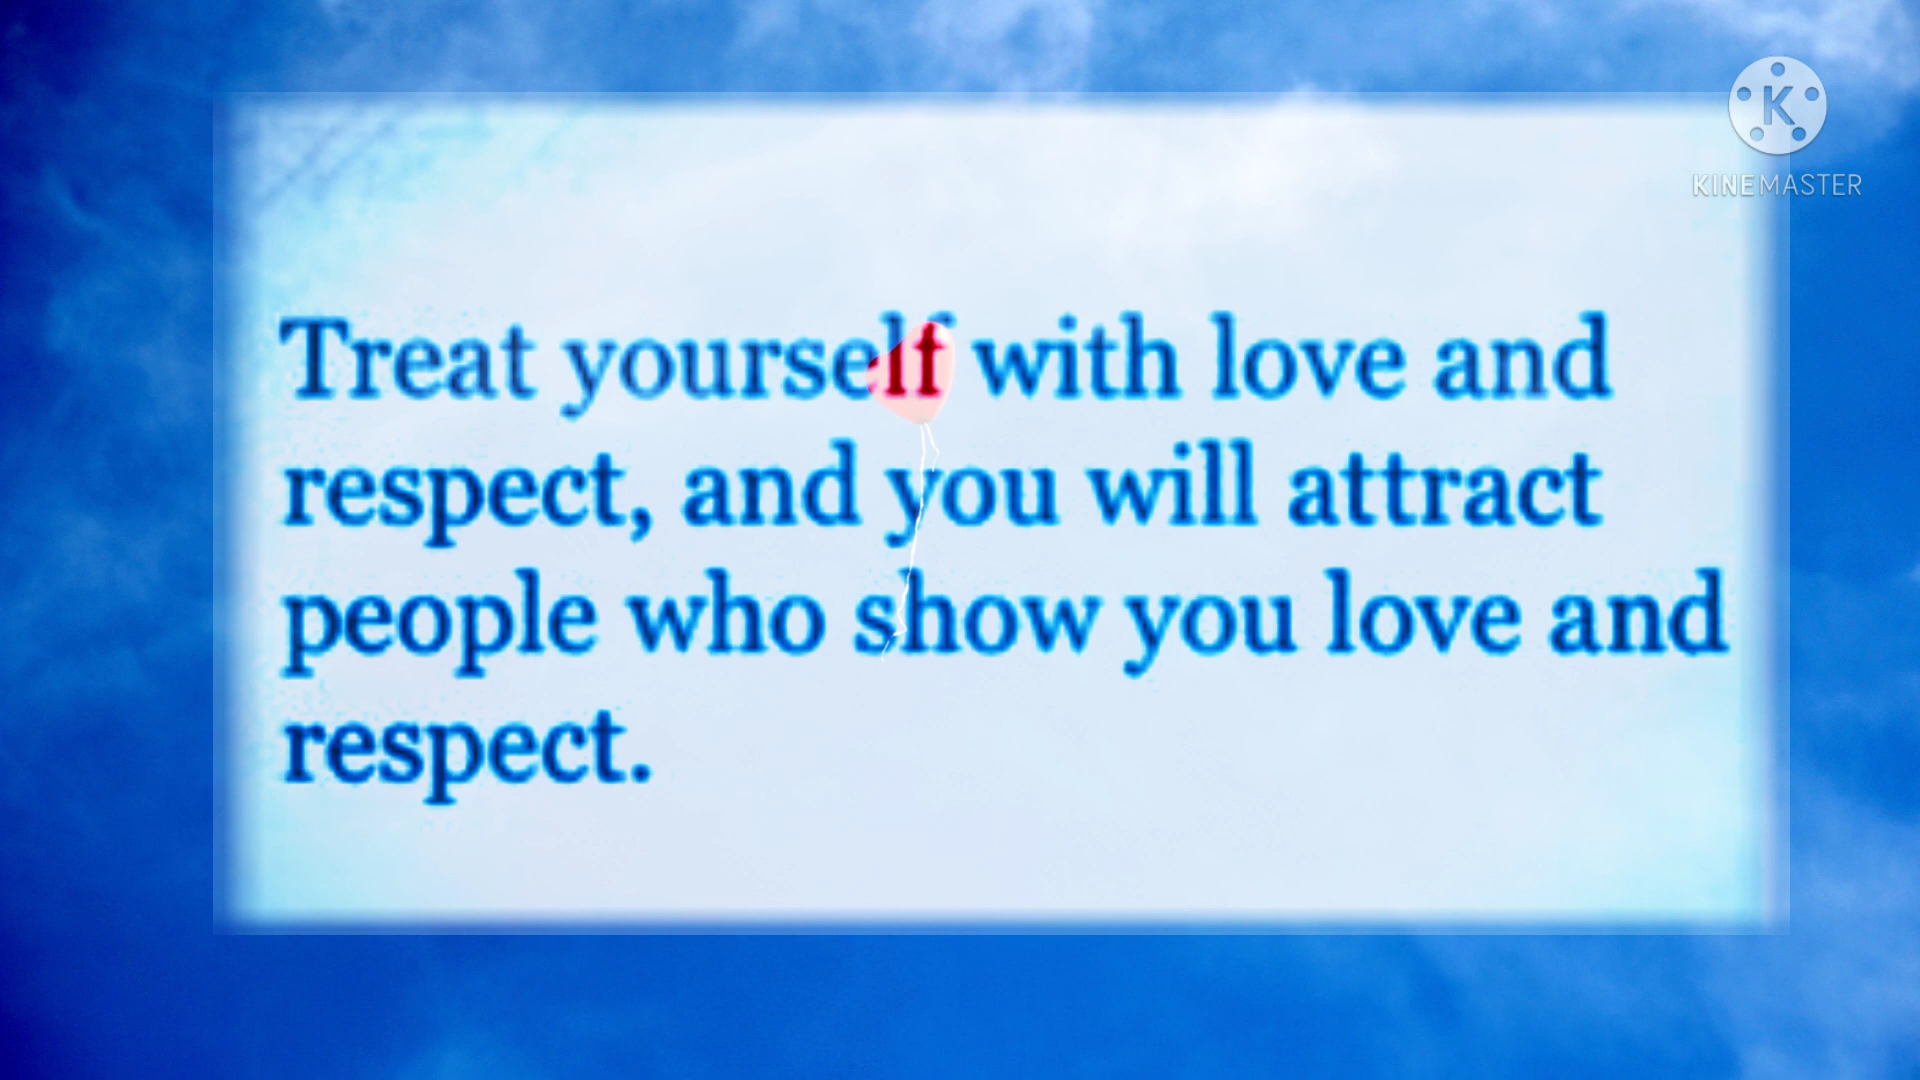 K
KINEMASTER
Treat yourself with love and
respect, and you will attract
people who show you love and
respect.